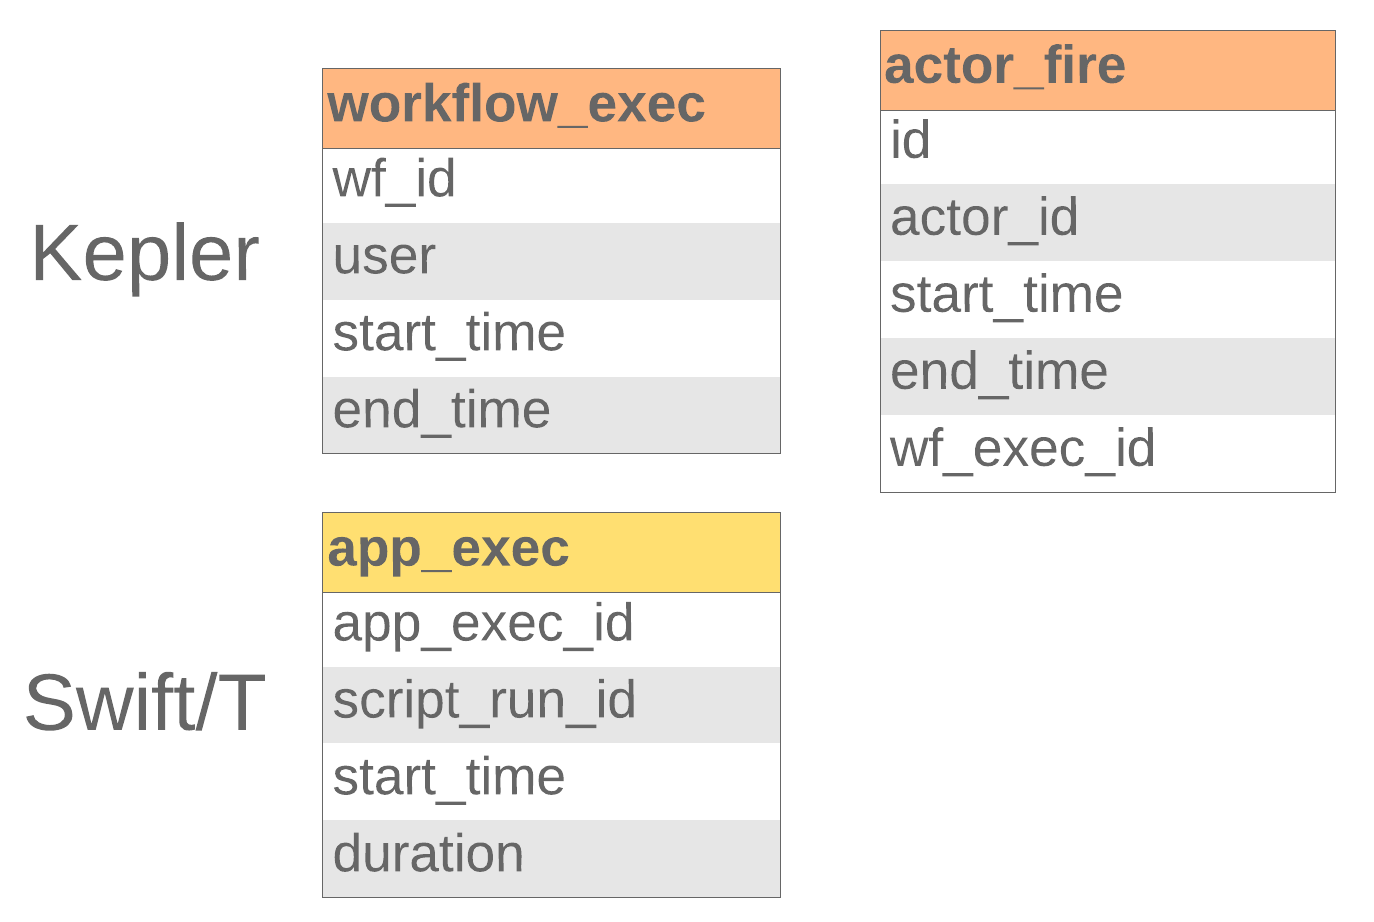 Kepler
workflow_exec
wf_id
user
start_time
end_time
actor_fire
id
actor_id
start_time
end_time
wf_exec_id
Swift/T
app_exec
app_exec_id
script_run_id
start_time
duration